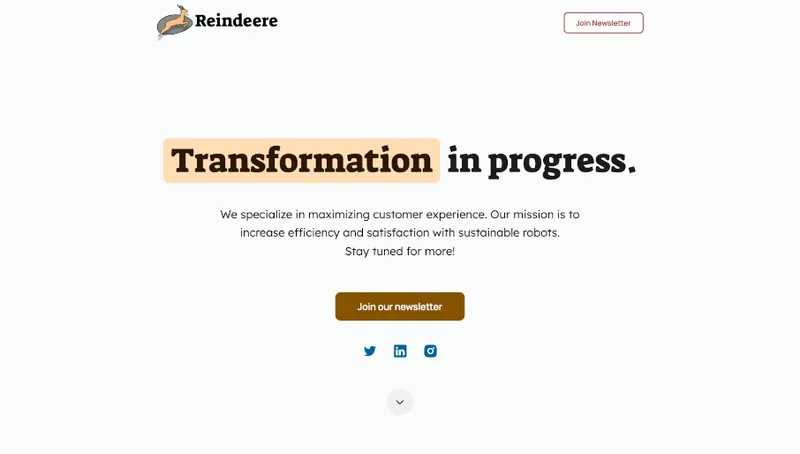 Reindeere
Join Newsletter
Transformation in progress.
We specialize in maximizing customer experience. Our mission is to
increase efficiency and satisfaction with sustainable robots.
Stay tuned for more!
Join our newsletter